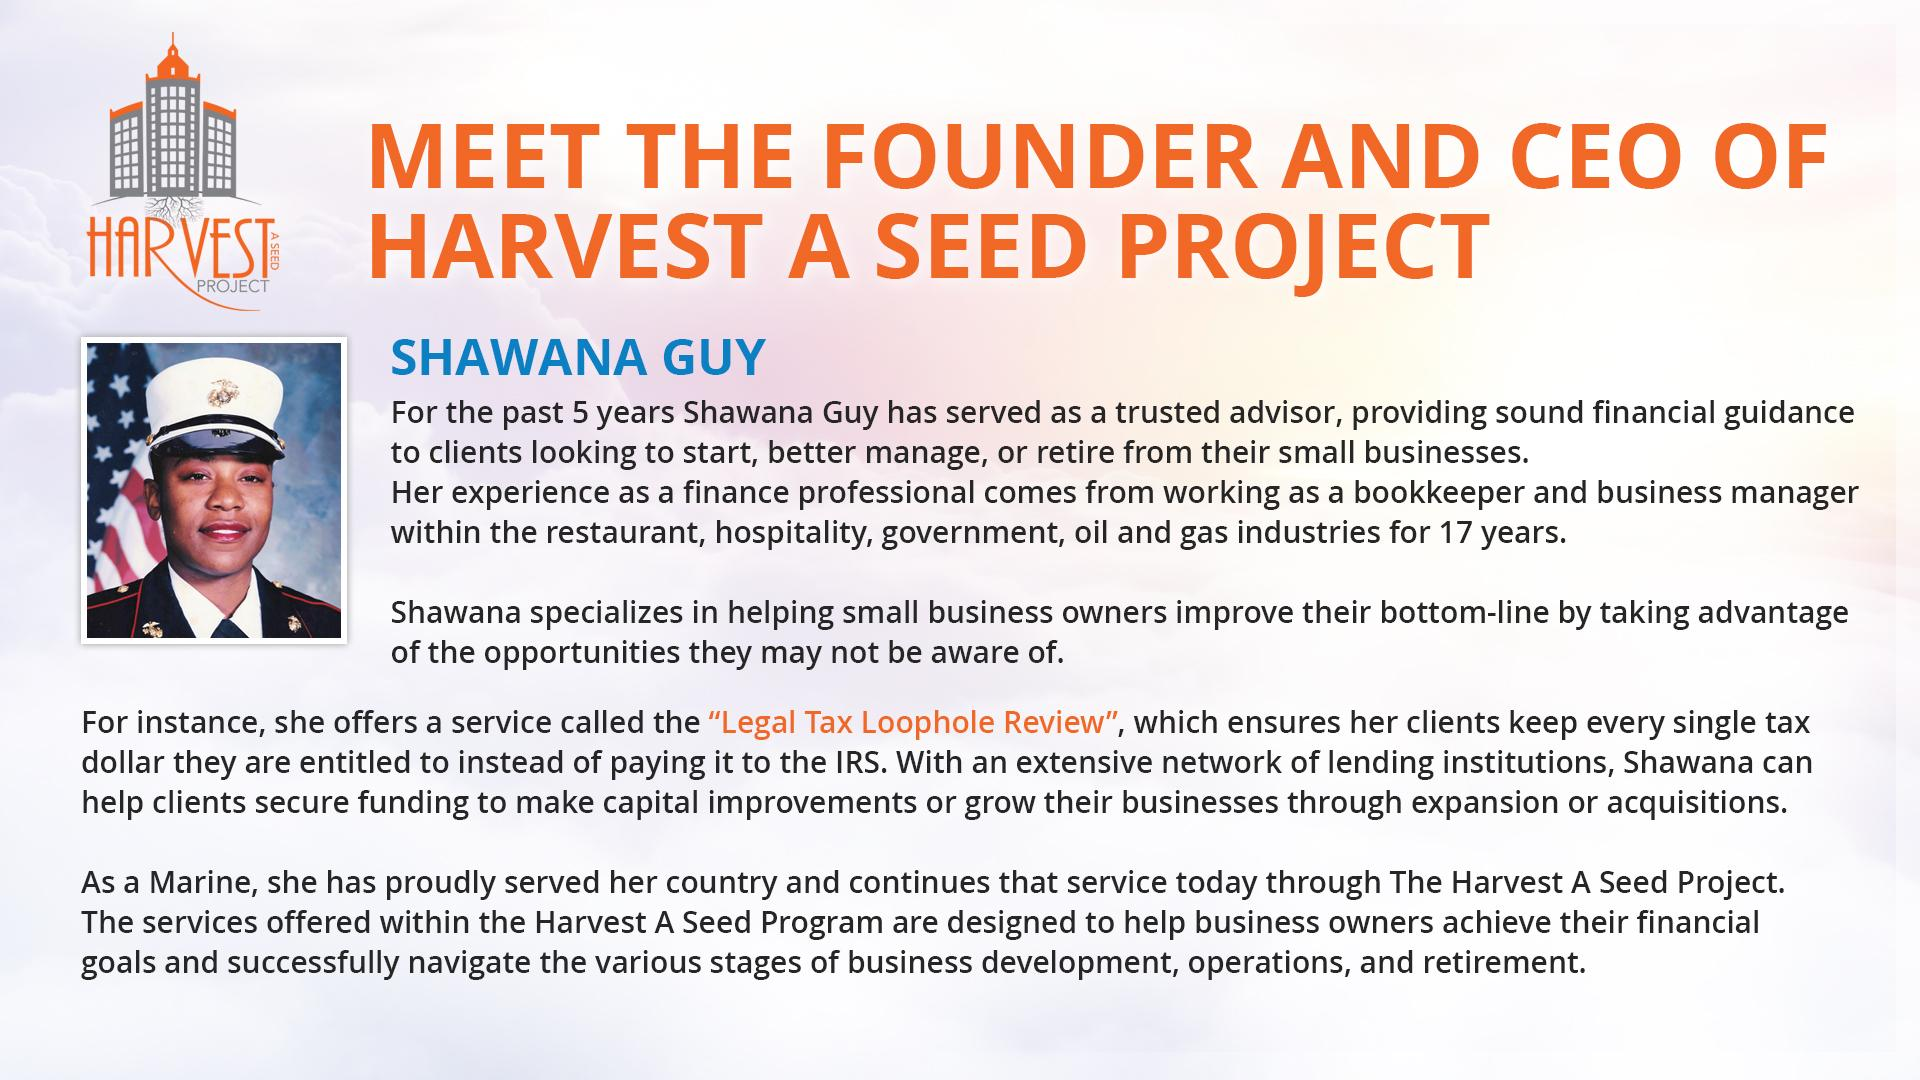 HARVEST
A SEED
PROJECT
MEET THE FOUNDER AND CEO OF
HARVEST A SEED PROJECT
SHAWANA GUY
For the past 5 years Shawana Guy has served as a trusted advisor, providing sound financial guidance
to clients looking to start, better manage, or retire from their small businesses.
Her experience as a finance professional comes from working as a bookkeeper and business manager
within the restaurant, hospitality, government, oil and gas industries for 17 years.
Shawana specializes in helping small business owners improve their bottom-line by taking advantage
of the opportunities they may not be aware of.
For instance, she offers a service called the “Legal Tax Loophole Review”, which ensures her clients keep every single tax
dollar they are entitled to instead of paying it to the IRS. With an extensive network of lending institutions, Shawana can
help clients secure funding to make capital improvements or grow their businesses through expansion or acquisitions.
As a Marine, she has proudly served her country and continues that service today through The Harvest A Seed Project.
The services offered within the Harvest A Seed Program are designed to help business owners achieve their financial
goals and successfully navigate the various stages of business development, operations, and retirement.